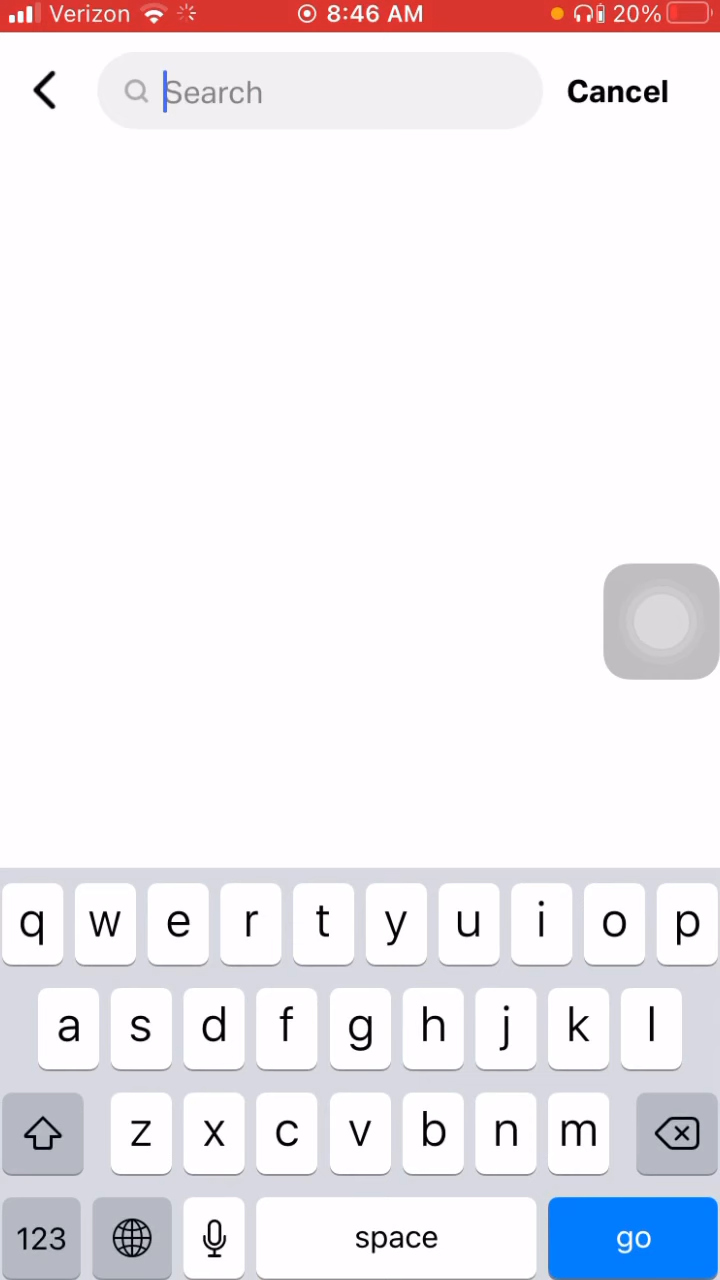 Verizon 8:46 AM 20%
Search Cancel
q w e r t y u i o p
a s d f g h j k l
z x c v b n m
123 space go